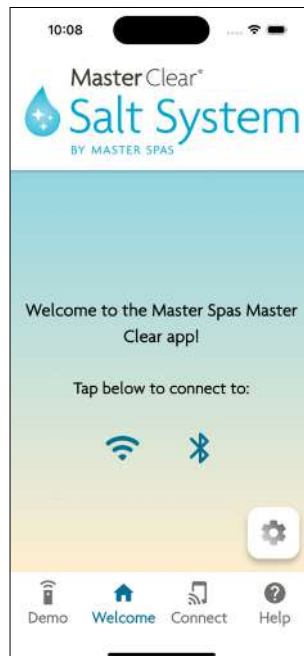 10:08
Master Clear®
Salt System
BY MASTER SPAS
Welcome to the Master Spas Master
Clear app!
Tap below to connect to:
Demo Welcome Connect Help